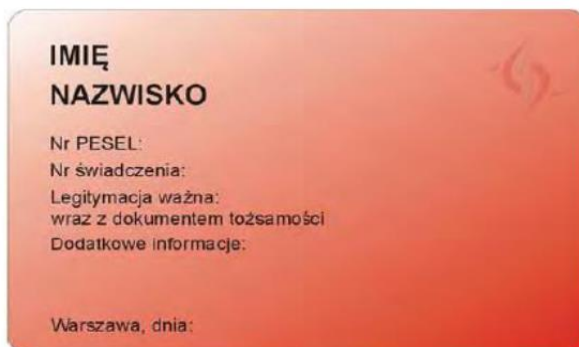 IMIĘ
NAZWISKO
Nr PESEL:
Nr świadczenia:
Legitymacja ważna:
wraz z dokumentem tożsamości
Dodatkowe informacje:
Warszawa, dnia: